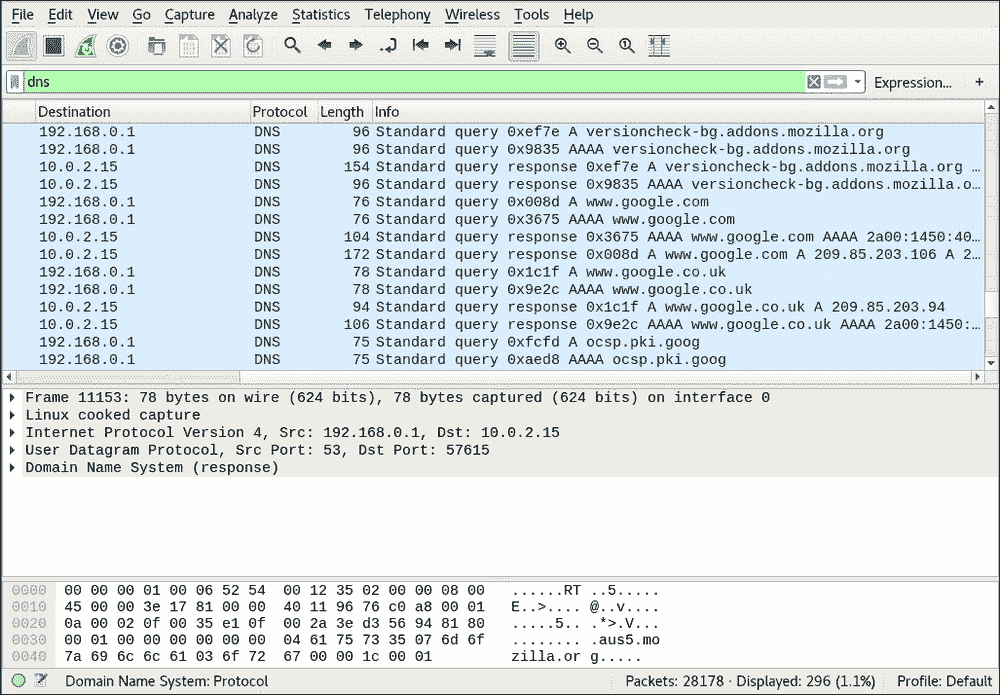 File Edit View Go Capture Analyze Statistics Telephony Wireless Tools Help
dns Expression... +
Destination Protocol Length Info
192.168.0.1 DNS 96 Standard query 0xef7e A versioncheck-bg.addons.mozilla.org
192.168.0.1 DNS 96 Standard query 0x9835 AAAA versioncheck-bg.addons.mozilla.org
10.0.2.15 DNS 154 Standard query response 0xef7e A versioncheck-bg.addons.mozilla.org ...
10.0.2.15 DNS 96 Standard query response 0x9835 AAAA versioncheck-bg.addons.mozilla.o...
192.168.0.1 DNS 76 Standard query 0x008d A www.google.com
192.168.0.1 DNS 76 Standard query 0x3675 AAAA www.google.com
10.0.2.15 DNS 104 Standard query response 0x3675 AAAA www.google.com AAAA 2a00:1450:40...
10.0.2.15 DNS 172 Standard query response 0x008d A www.google.com A 209.85.203.106 A 2...
192.168.0.1 DNS 78 Standard query 0x1c1f A www.google.co.uk
192.168.0.1 DNS 78 Standard query 0x9e2c AAAA www.google.co.uk
10.0.2.15 DNS 94 Standard query response 0x1c1f A www.google.co.uk A 209.85.203.94
10.0.2.15 DNS 106 Standard query response 0x9e2c AAAA www.google.co.uk AAAA 2a00:1450:...
192.168.0.1 DNS 75 Standard query 0xfcfd A ocsp.pki.goog
192.168.0.1 DNS 75 Standard query 0xaed8 AAAA ocsp.pki.goog
Frame 11153: 78 bytes on wire (624 bits), 78 bytes captured (624 bits) on interface 0
Linux cooked capture
Internet Protocol Version 4, Src: 192.168.0.1, Dst: 10.0.2.15
User Datagram Protocol, Src Port: 53, Dst Port: 57615
Domain Name System (response)
0000 00 00 00 01 00 06 52 54 00 12 35 02 00 00 08 00 ......RT ..5.....
0010 45 00 00 3e 17 81 00 00 40 11 96 76 c0 a8 00 01 E..>.... @..v....
0020 0a 00 02 0f 00 35 e1 0f 00 2a 3e d3 56 94 81 80 .....5.. .*>.V...
0030 00 01 00 00 00 00 00 00 04 61 75 73 35 07 6d 6f ........ .aus5.mo
0040 7a 69 6c 6c 61 03 6f 72 67 00 00 1c 00 01 zilla.or g.....
Domain Name System: Protocol Packets: 28178 · Displayed: 296 (1.1%) Profile: Default